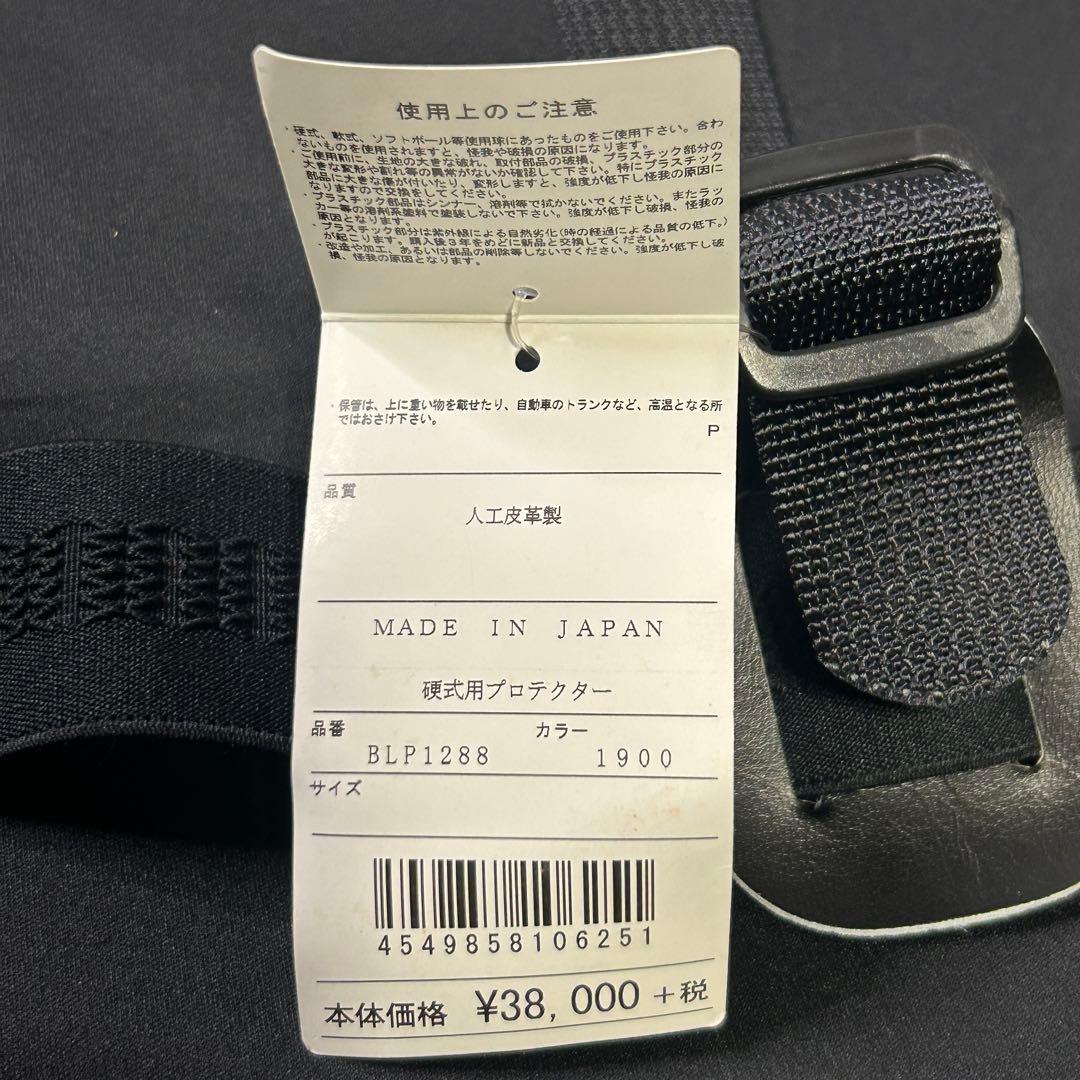 使用上のご注意
・硬式、軟式、ソフトボール等使用球にあったものをご使用下さい。合わ
ないものを使用されますと、怪我や破損の原因になります。
・ご使用前に、生地の大きな破れ、取付部品の破損、プラスチック部分の
大きな変形や割れ等の異常がないか確認して下さい。特にプラスチック
部品に大きな傷が付いたり、変形しますと、強度が低下し怪我の原因に
なりますので交換をしてください。
・プラスチック部品はシンナー、溶剤等で拭かないでください。またラッ
カー等の溶剤系塗料で塗装しないで下さい。強度が低下し破損、怪我の
原因となります。
・プラスチック部分は紫外線による自然劣化(時の経過による品質の低下。)
が起こります。購入後3年をめどに新品と交換してください。
・改造や加工、あるいは部品の削除等しないでください。強度が低下し破
損、怪我の原因となります。
・保管は、上に重い物を載せたり、自動車のトランクなど、高温となる所
ではおさけ下さい。
P
品質
人工皮革製
MADE IN JAPAN
硬式用プロテクター
品番 カラー
BLP1288 1900
サイズ
4549858106251
本体価格 ¥38,000+税